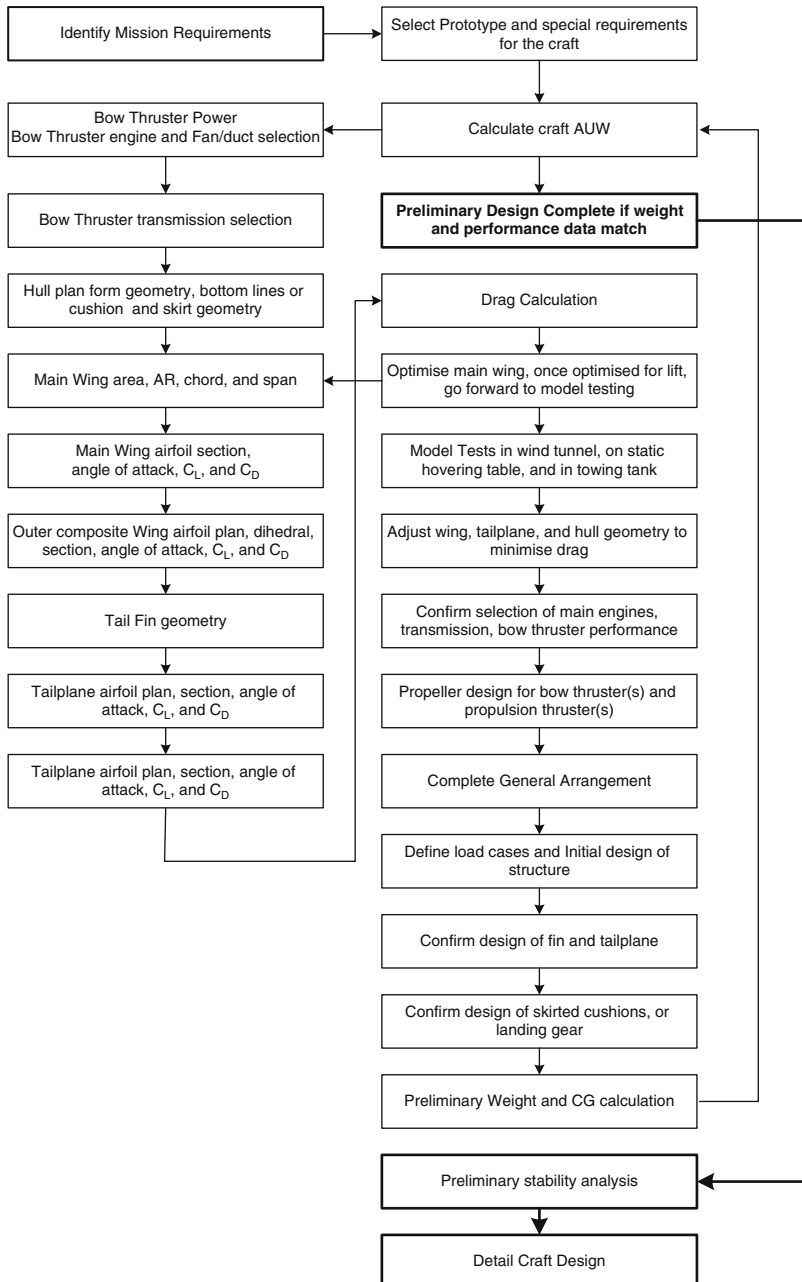 Identify Mission Requirements
Select Prototype and special requirements
for the craft
Bow Thruster Power
Bow Thruster engine and Fan/duct selection
Calculate craft AUW
Bow Thruster transmission selection
Preliminary Design Complete if weight
and performance data match
Hull plan form geometry, bottom lines or
cushion and skirt geometry
Drag Calculation
Main Wing area, AR, chord, and span
Optimise main wing, once optimised for lift,
go forward to model testing
Main Wing airfoil section,
angle of attack, CL, and CD
Model Tests in wind tunnel, on static
hovering table, and in towing tank
Outer composite Wing airfoil plan, dihedral,
section, angle of attack, CL, and CD
Adjust wing, tailplane, and hull geometry to
minimise drag
Tail Fin geometry
Confirm selection of main engines,
transmission, bow thruster performance
Tailplane airfoil plan, section, angle of
attack, CL, and CD
Propeller design for bow thruster(s) and
propulsion thruster(s)
Tailplane airfoil plan, section, angle of
attack, CL, and CD
Complete General Arrangement
Define load cases and Initial design of
structure
Confirm design of fin and tailplane
Confirm design of skirted cushions, or
landing gear
Preliminary Weight and CG calculation
Preliminary stability analysis
Detail Craft Design